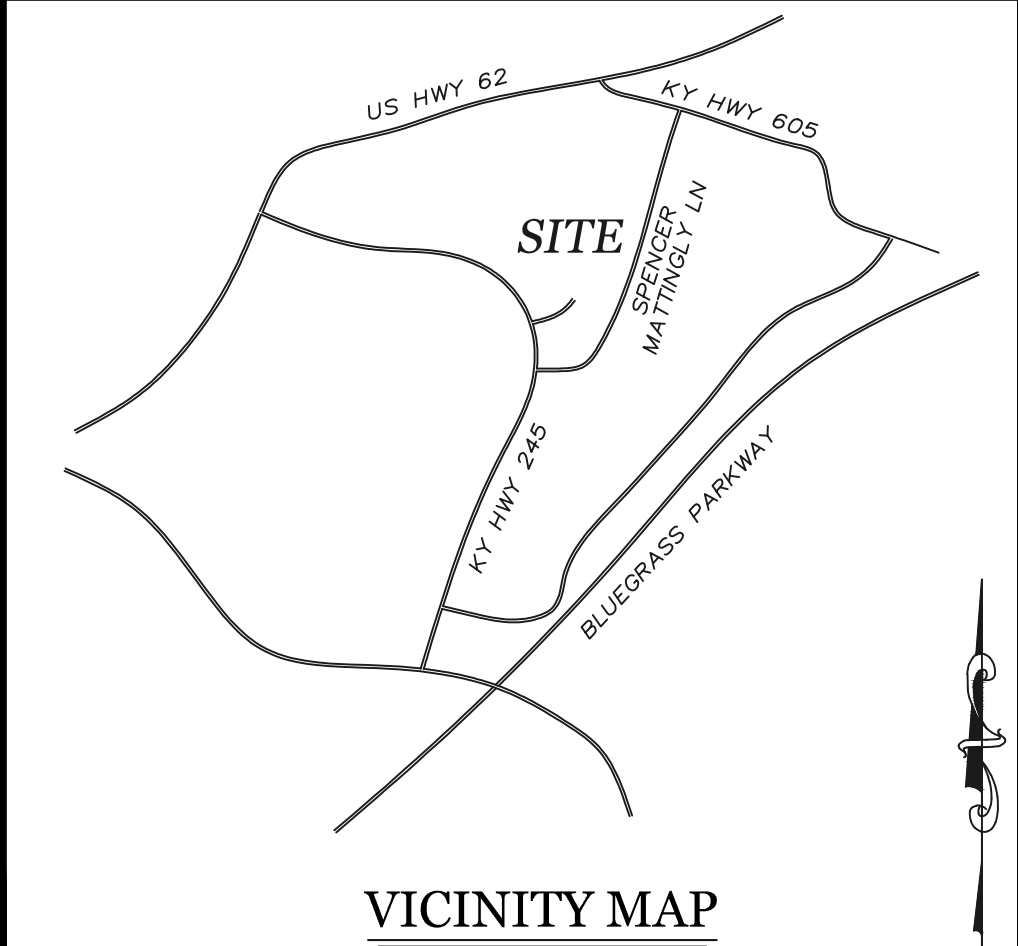 US HWY 62
KY HWY 605
SITE
SPENCER
MATTINGLY LN
KY HWY 245
BLUEGRASS PARKWAY
VICINITY MAP